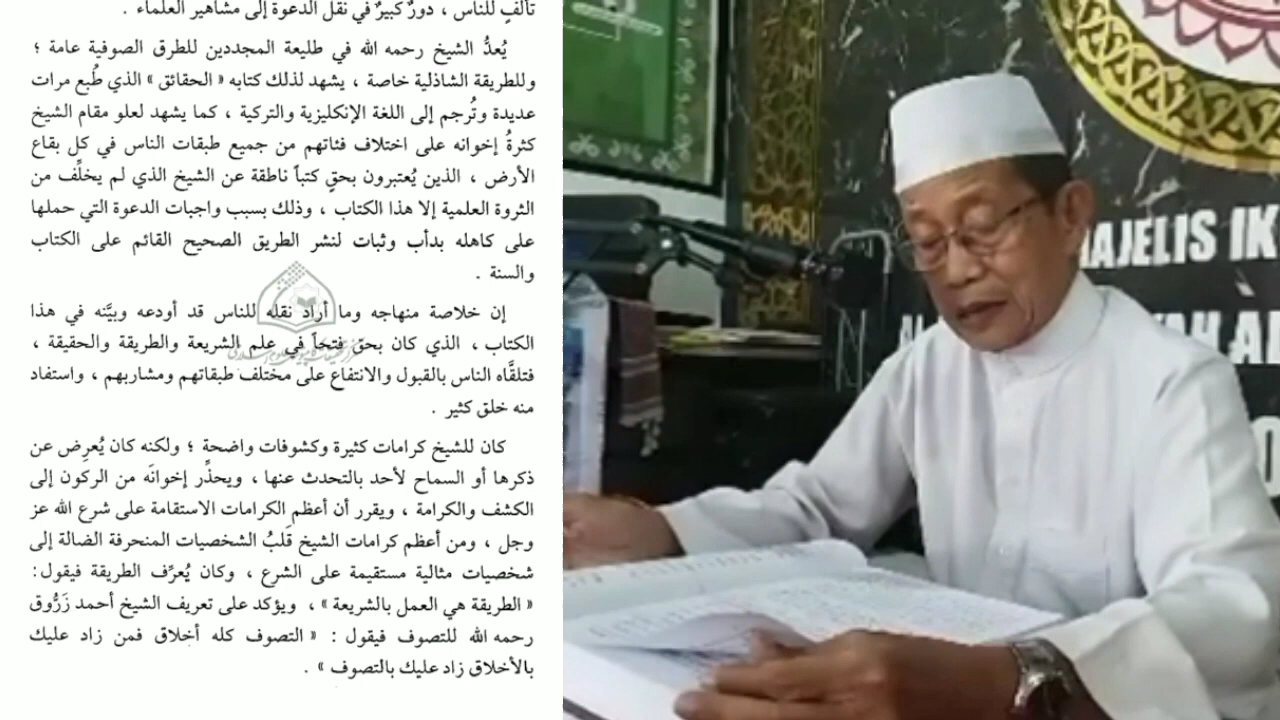 تألفٍ للناس ، دورٌ كبيرٌ في نقل الدعوة إلى مشاهير العلماء .
يُعدُّ الشيخ رحمه الله في طليعة المجددين للطرق الصوفية عامة ؛
وللطريقة الشاذلية خاصة ، يشهد لذلك كتابه « الحقائق » الذي طُبع مرات
عديدة وتُرجم إلى اللغة الإنكليزية والتركية ، كما يشهد لعلو مقام الشيخ
كثرةُ إخوانه على اختلاف فئاتهم من جميع طبقات الناس في كل بقاع
الأرض ، الذين يُعتبرون بحقٍ كتباً ناطقة عن الشيخ الذي لم يخلِّف من
الثروة العلمية إلا هذا الكتاب ، وذلك بسبب واجبات الدعوة التي حملها
على كاهله بدأب وثبات لنشر الطريق الصحيح القائم على الكتاب
والسنة .
إن خلاصة منهاجه وما أراد نقله للناس قد أودعه وبيَّنه في هذا
الكتاب ، الذي كان بحقٍ فتحاً في علم الشريعة والطريقة والحقيقة ،
فتلقَّاه الناس بالقبول والانتفاع على مختلف طبقاتهم ومشاربهم ، واستفاد
منه خلق كثير .
كان للشيخ كرامات كثيرة وكشوفات واضحة ؛ ولكنه كان يُعرِض عن
ذكرها أو السماح لأحد بالتحدث عنها ، ويحذِّر إخوانَه من الركون إلى
الكشف والكرامة ، ويقرر أن أعظم الكرامات الاستقامة على شرع الله عز
وجل ، ومن أعظم كرامات الشيخ قَلبُ الشخصيات المنحرفة الضالة إلى
شخصيات مثالية مستقيمة على الشرع ، وكان يُعرِّف الطريقة فيقول :
« الطريقة هي العمل بالشريعة » ، ويؤكد على تعريف الشيخ أحمد زَرُّوق
رحمه الله للتصوف فيقول : « التصوف كله أخلاق فمن زاد عليك
بالأخلاق زاد عليك بالتصوف » .
MAJELIS IK